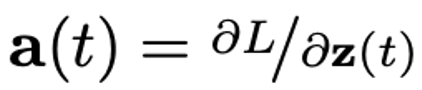 𝐚(t) = ∂L/∂𝐳(t)